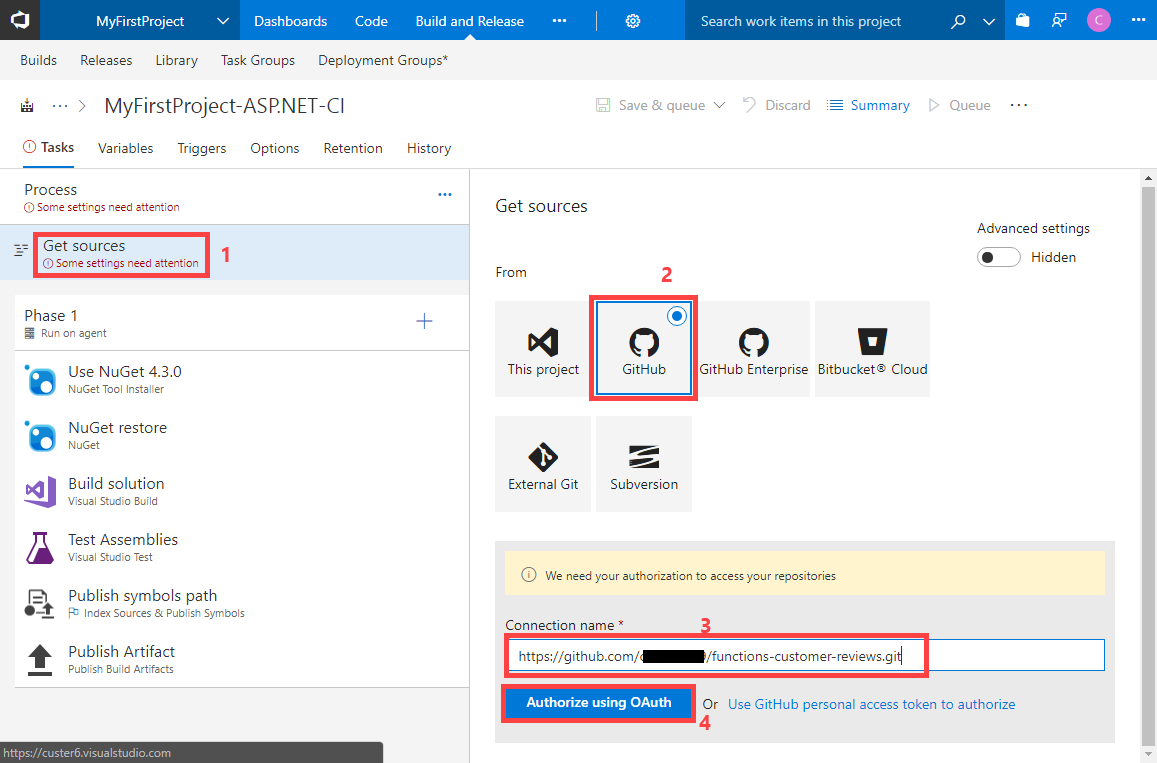 MyFirstProject
Dashboards
Code
Build and Release
Search work items in this project
C
Builds
Releases
Library
Task Groups
Deployment Groups*
MyFirstProject-ASP.NET-CI
Save & queue
Discard
Summary
Queue
Tasks
Variables
Triggers
Options
Retention
History
Process
Some settings need attention
Get sources
Some settings need attention
1
Phase 1
Run on agent
Use NuGet 4.3.0
NuGet Tool Installer
NuGet restore
NuGet
Build solution
Visual Studio Build
Test Assemblies
Visual Studio Test
Publish symbols path
Index Sources & Publish Symbols
Publish Artifact
Publish Build Artifacts
https://custer6.visualstudio.com
Get sources
Advanced settings
Hidden
From
2
This project
GitHub
GitHub Enterprise
Bitbucket® Cloud
External Git
Subversion
We need your authorization to access your repositories
Connection name *
3
https://github.com/ /functions-customer-reviews.git
Authorize using OAuth
Or
Use GitHub personal access token to authorize
4